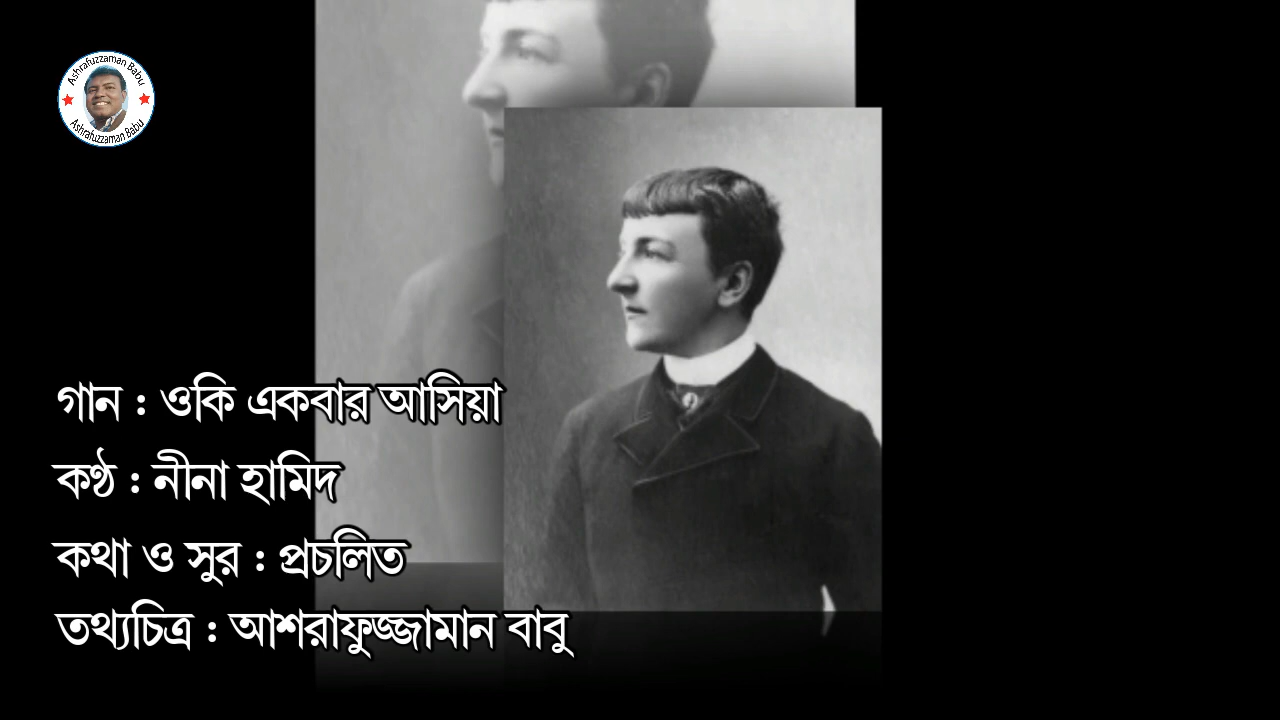 Ashrafuzzaman Babu
Ashrafuzzaman Babu
গান : ওকি একবার আসিয়া
কণ্ঠ : নীনা হামিদ
কথা ও সুর : প্রচলিত
তথ্যচিত্র : আশরাফুজ্জামান বাবু